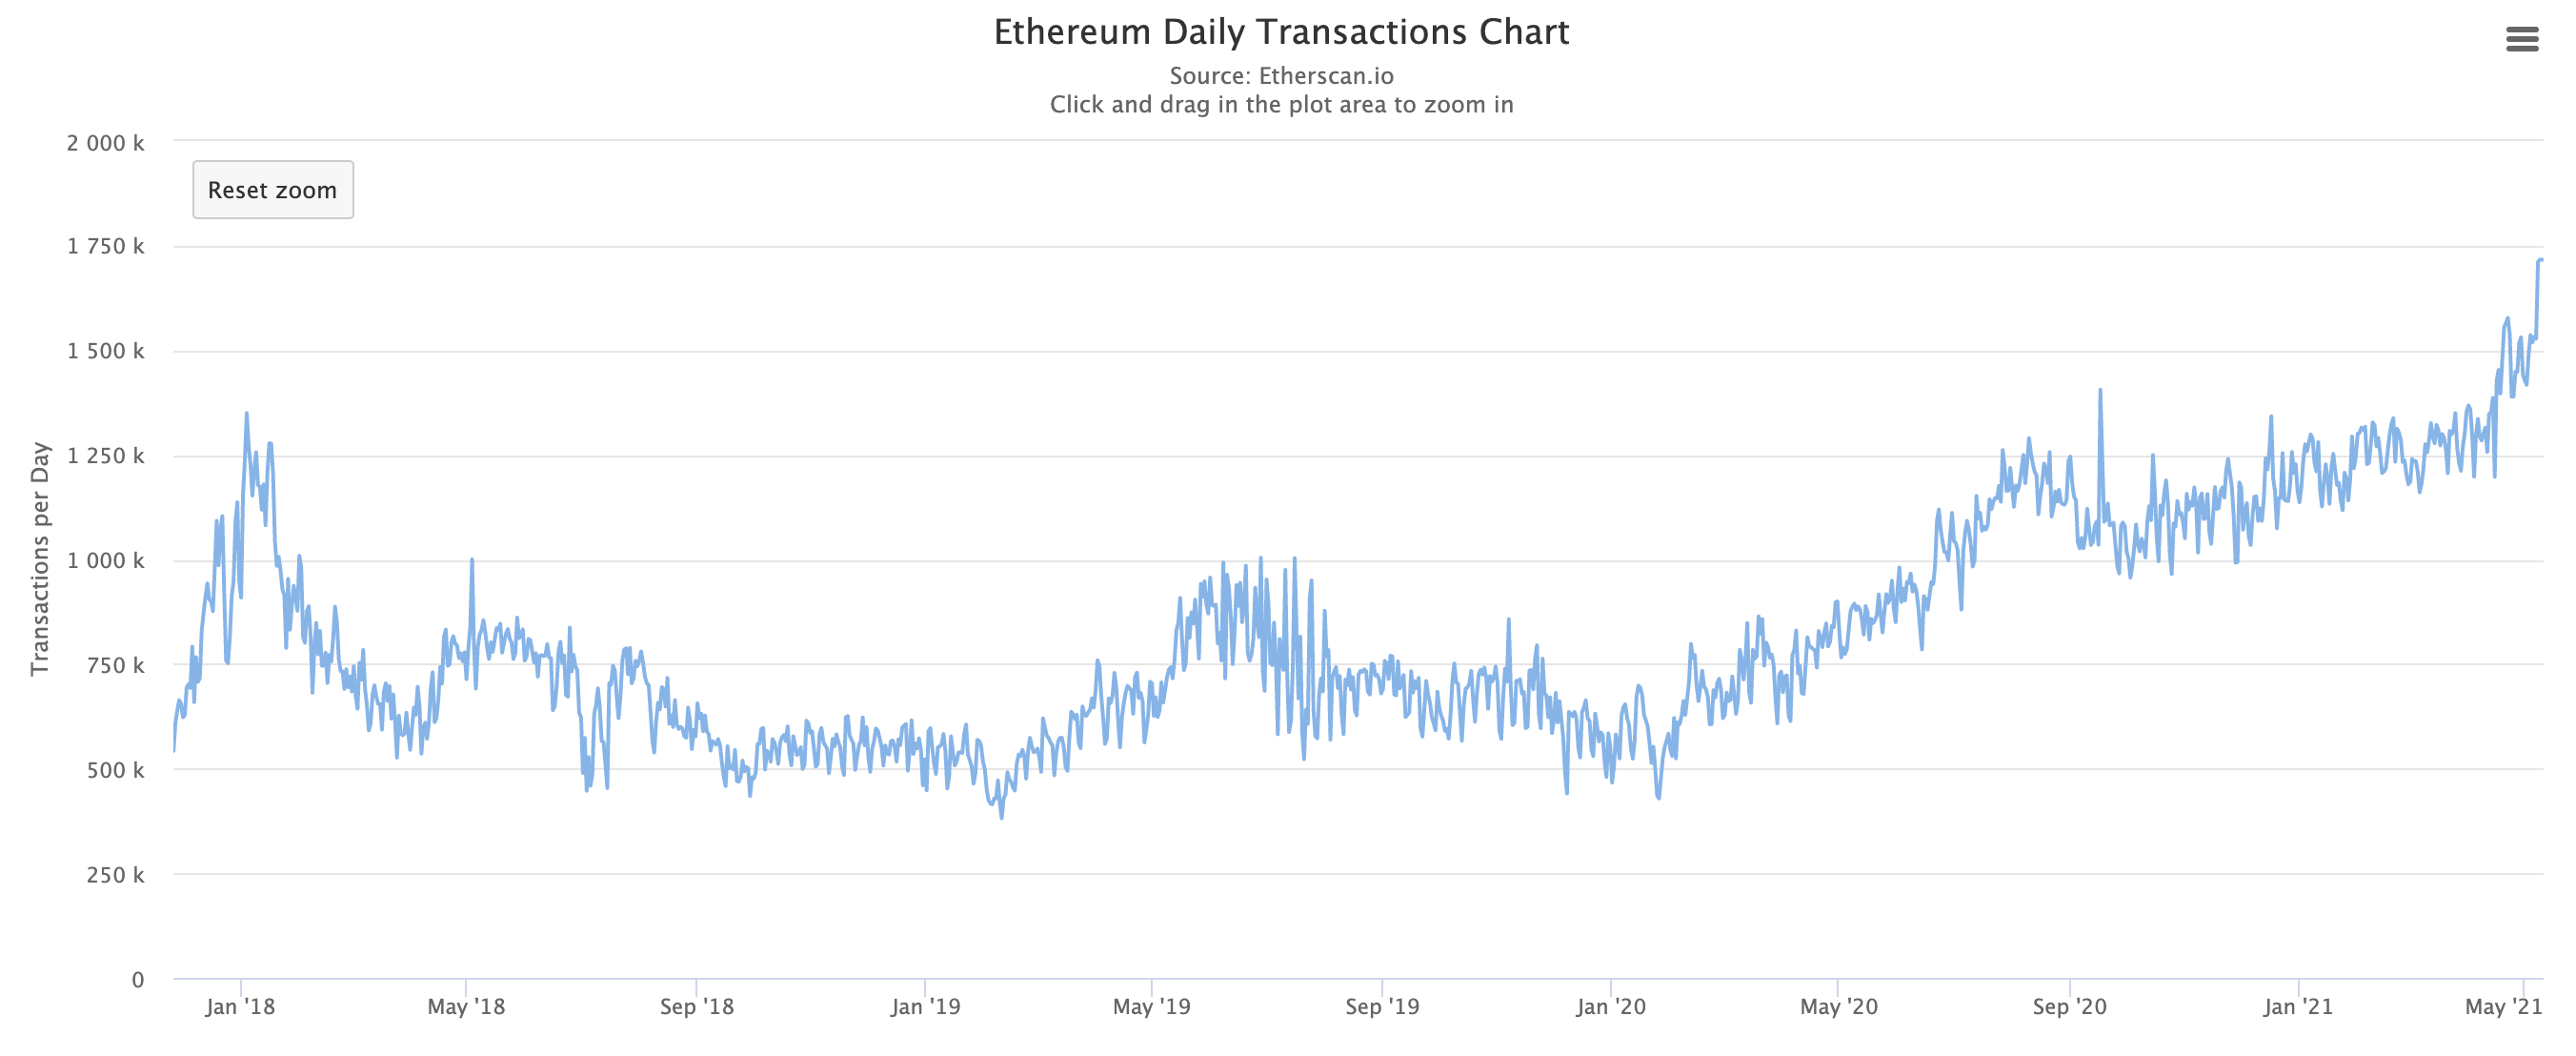 Ethereum Daily Transactions Chart
Source: Etherscan.io
Click and drag in the plot area to zoom in
Reset zoom
Transactions per Day
2 000 k
1 750 k
1 500 k
1 250 k
1 000 k
750 k
500 k
250 k
0
Jan '18 May '18 Sep '18 Jan '19 May '19 Sep '19 Jan '20 May '20 Sep '20 Jan '21 May '21